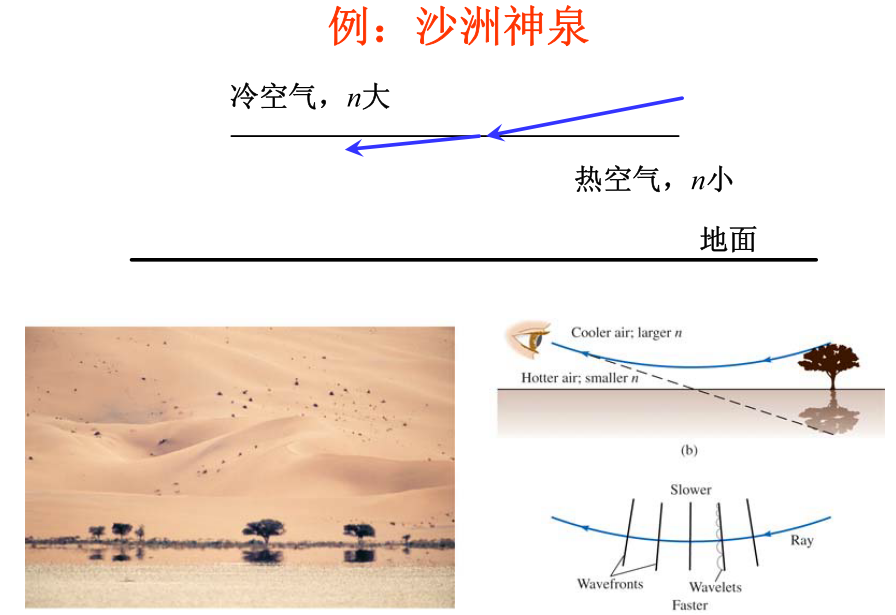 例：沙洲神泉
冷空气，n大
热空气，n小
地面
Cooler air; larger n
Hotter air; smaller n
(b)
Slower
Ray
Wavefronts
Wavelets
Faster